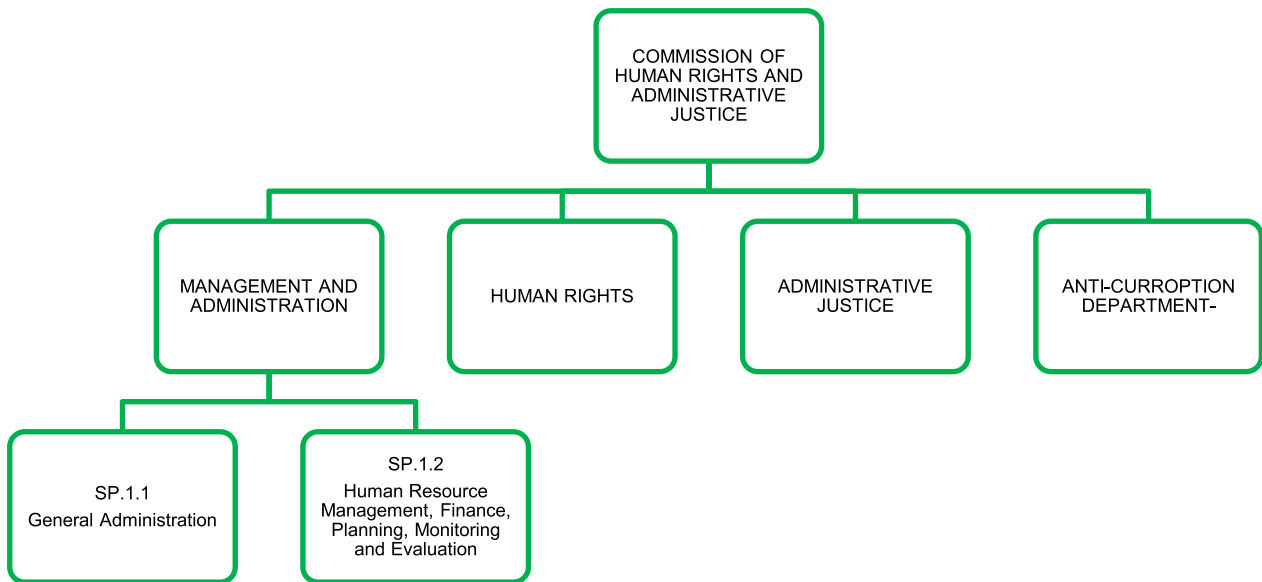 COMMISSION OF
HUMAN RIGHTS AND
ADMINISTRATIVE
JUSTICE
MANAGEMENT AND
ADMINISTRATION
HUMAN RIGHTS
ADMINISTRATIVE
JUSTICE
ANTI-CURROPTION
DEPARTMENT-
SP.1.1
General Administration
SP.1.2
Human Resource
Management, Finance,
Planning, Monitoring
and Evaluation